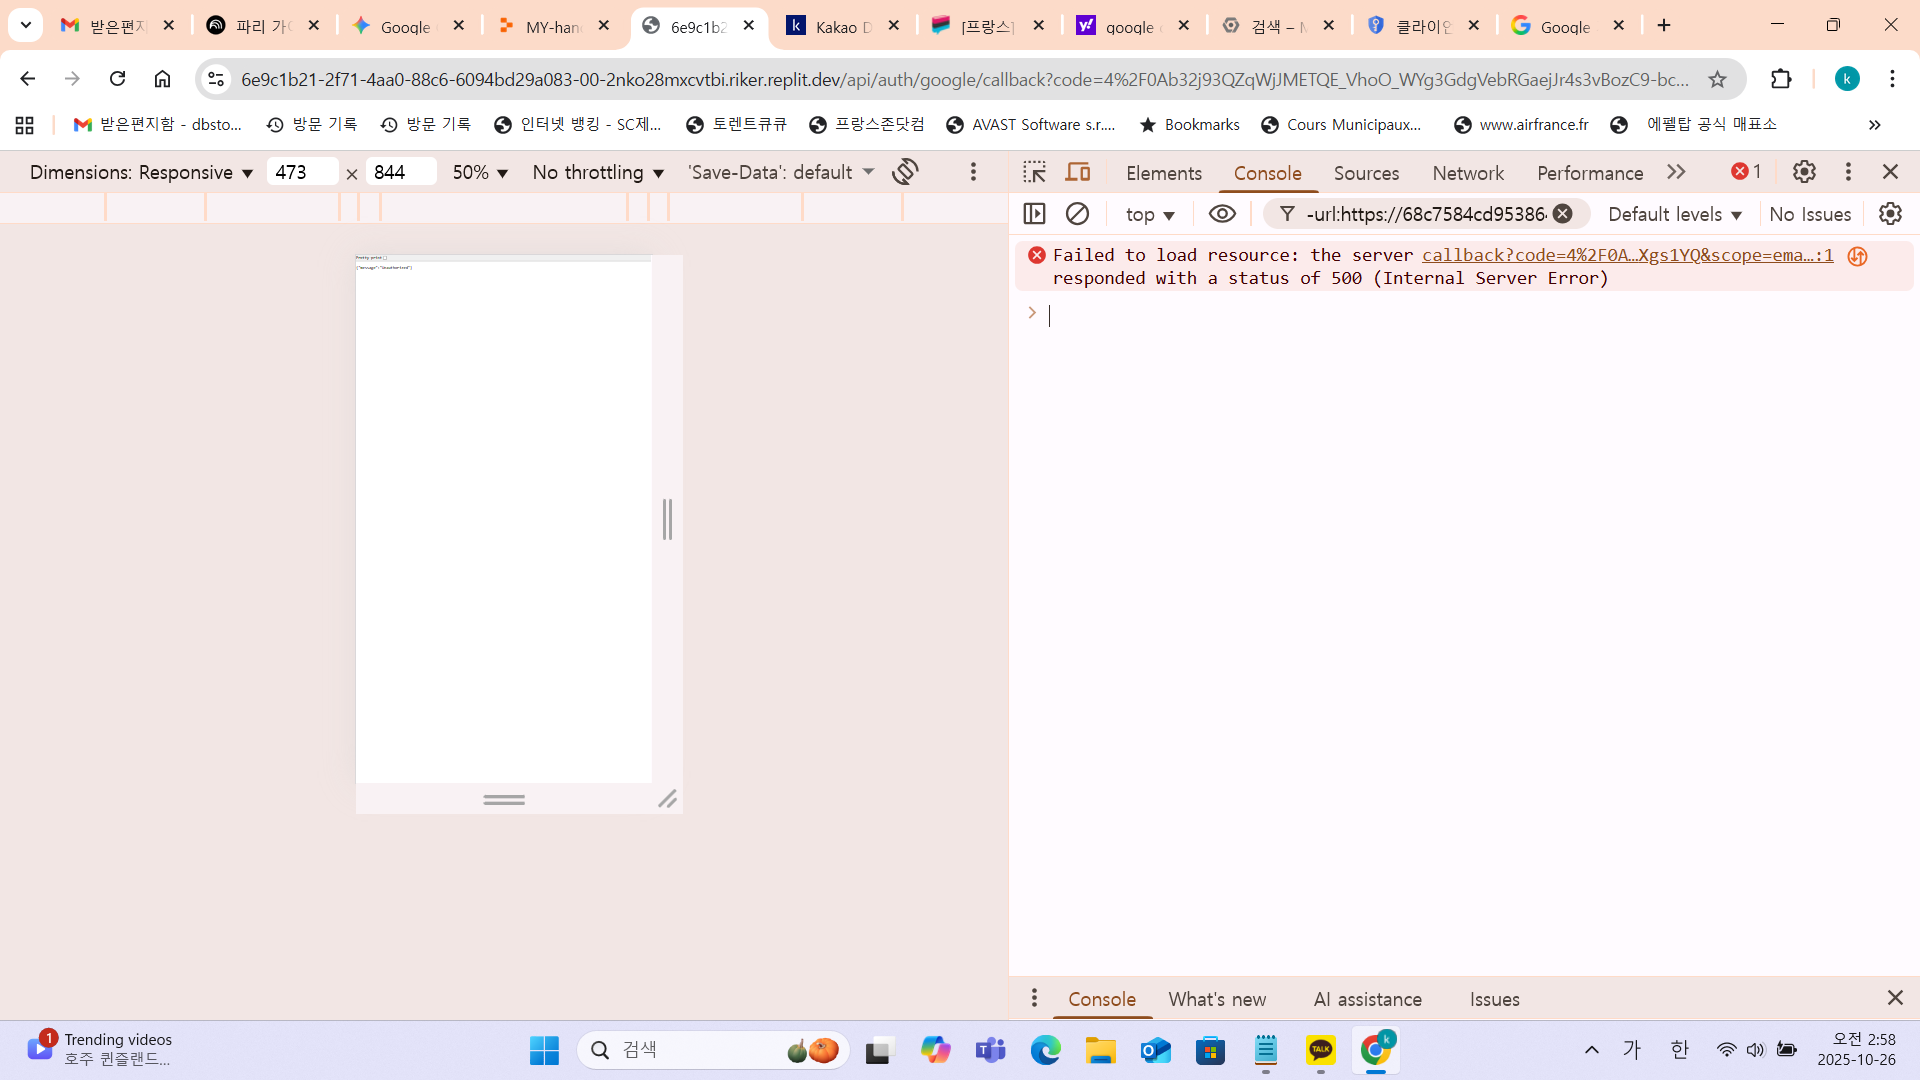 받은편지
파리 가이
Google
MY-han
6e9c1b2
Kakao D
[프랑스]
google
검색 – M
클라이언
Google
6e9c1b21-2f71-4aa0-88c6-6094bd29a083-00-2nko28mxcvtbi.riker.replit.dev/api/auth/google/callback?code=4%2F0Ab32j93QZqWjJMETQE_VhoO_WYg3GdgVebRGaejJr4s3vBozC9-bc...
k
받은편지함 - dbsto...
방문 기록
방문 기록
인터넷 뱅킹 - SC제...
토렌트큐큐
프랑스존닷컴
AVAST Software s.r....
Bookmarks
Cours Municipaux...
www.airfrance.fr
에펠탑 공식 매표소
Dimensions: Responsive
473 × 844
50%
No throttling
'Save-Data': default
Elements
Console
Sources
Network
Performance
1
top
-url:https://68c7584cd95386
Default levels
No Issues
Pretty print
{"message":"Unauthorized"}
Failed to load resource: the server callback?code=4%2F0A…Xgs1YQ&scope=ema…:1
responded with a status of 500 (Internal Server Error)
Console
What's new
AI assistance
Issues
1
Trending videos
호주 퀸즐랜드...
검색
TALK
k
가
한
오전 2:58
2025-10-26